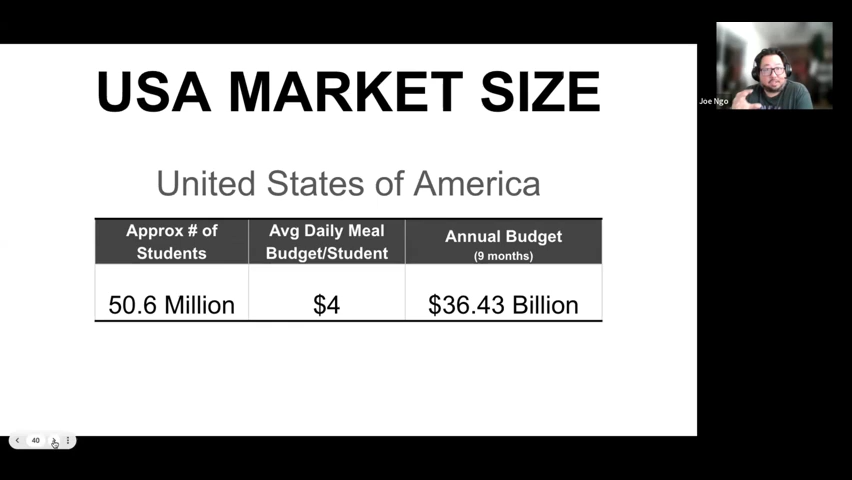 USA MARKET SIZE
Joe Ngo
United States of America
Approx # of
Students
Avg Daily Meal
Budget/Student
Annual Budget
(9 months)
50.6 Million
$4
$36.43 Billion
40